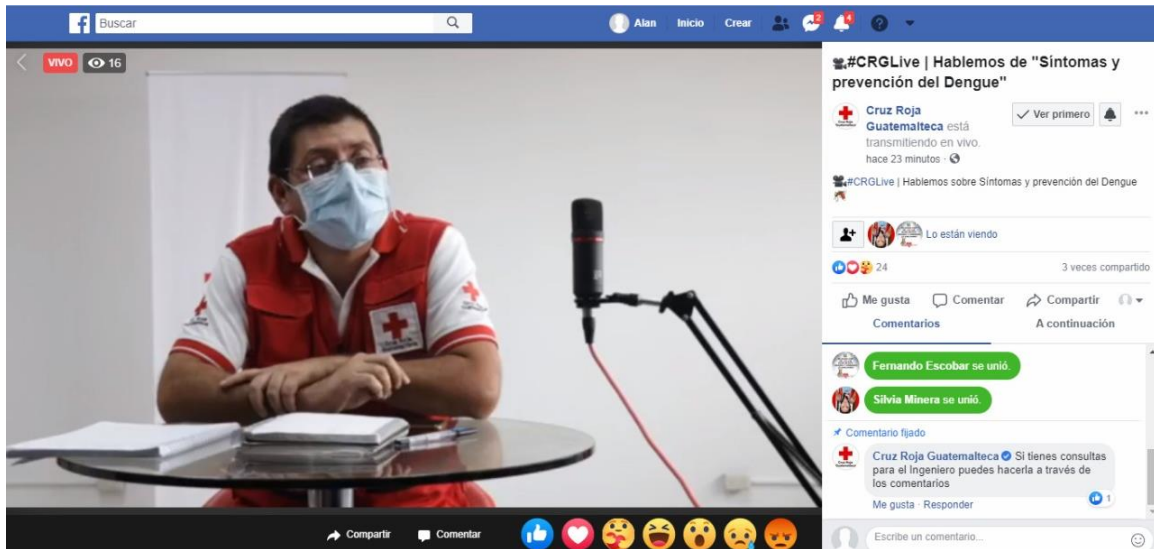 Buscar
Alan Inicio Crear 2 4
VIVO 16
#CRGLive | Hablemos de "Síntomas y
prevención del Dengue"
Cruz Roja
Guatemalteca está
transmitiendo en vivo.
hace 23 minutos ·
Ver primero
#CRGLive | Hablemos sobre Síntomas y prevención del Dengue
Lo están viendo
24
3 veces compartido
Me gusta Comentar Compartir
Comentarios A continuación
Fernando Escobar se unió.
Silvia Minera se unió.
Comentario fijado
Cruz Roja Guatemalteca Si tienes consultas
para el Ingeniero puedes hacerla a través de
los comentarios
1
Me gusta · Responder
Escribe un comentario...
Compartir Comentar